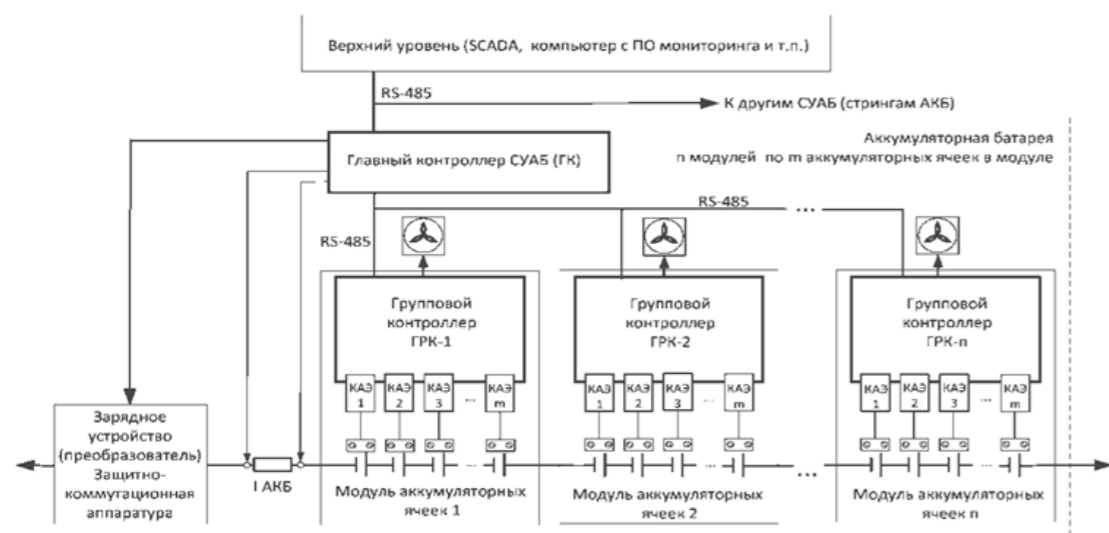 Верхний уровень (SCADA, компьютер с ПО мониторинга и т.п.)
RS-485
К другим СУАБ (стрингам АКБ)
Главный контроллер СУАБ (ГК)
Аккумуляторная батарея
n модулей по m аккумуляторных ячеек в модуле
RS-485
...
RS-485
Групповой
контроллер
ГРК-1
Групповой
контроллер
ГРК-2
Групповой
контроллер
ГРК-n
КАЭ
1
КАЭ
2
КАЭ
3
...
КАЭ
m
КАЭ
1
КАЭ
2
КАЭ
3
...
КАЭ
m
КАЭ
1
КАЭ
2
КАЭ
3
...
КАЭ
m
Зарядное
устройство
(преобразователь)
Защитно-
коммутационная
аппаратура
I АКБ
...
...
...
...
Модуль аккумуляторных
ячеек 1
Модуль аккумуляторных
ячеек 2
Модуль аккумуляторных
ячеек n